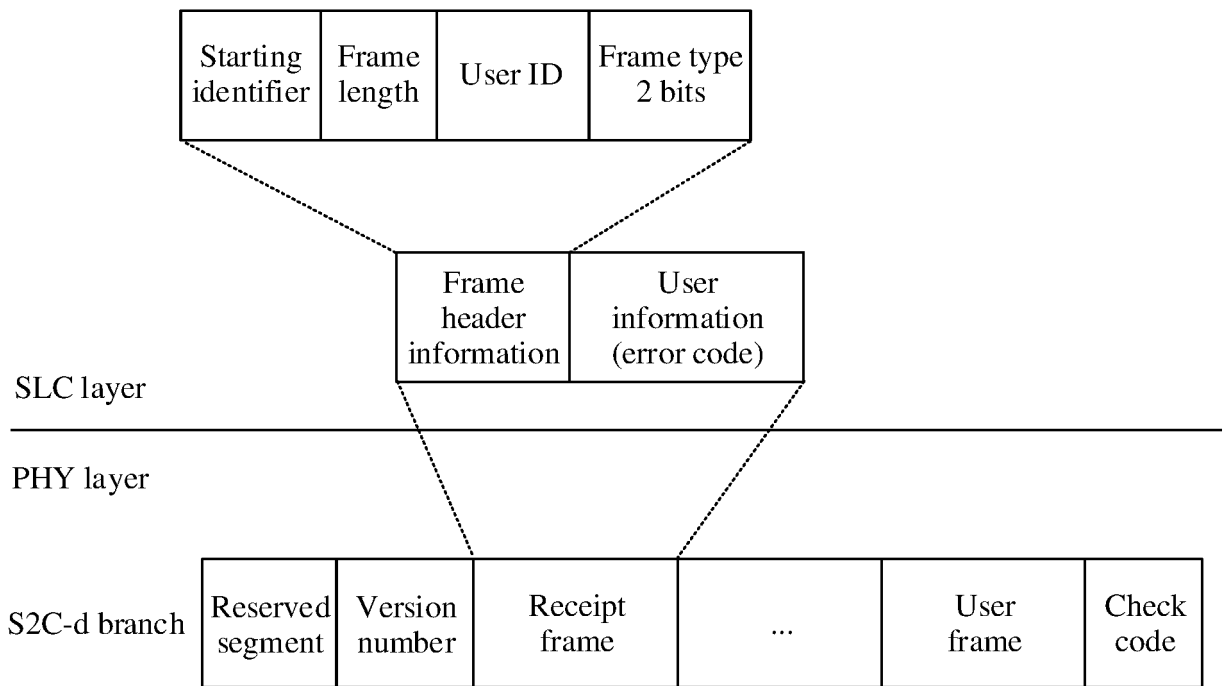 Starting
identifier
Frame
length
User ID
Frame type
2 bits
Frame
header
information
User
information
(error code)
SLC layer
PHY layer
S2C-d branch
Reserved
segment
Version
number
Receipt
frame
...
User
frame
Check
code